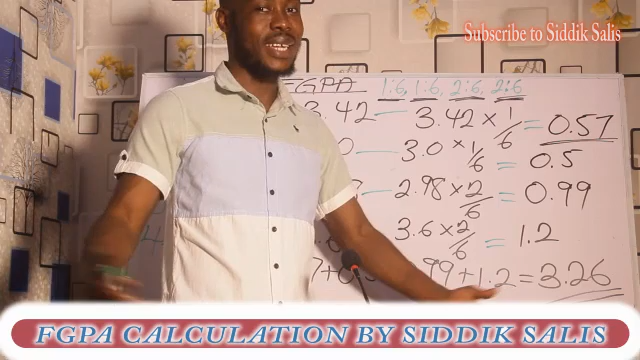 Subscribe to Siddik Salis
FGPA 1:6, 1:6, 2:6, 2:6
3.42 — 3.42 × 1/6 = 0.57
0 — 3.0 × 1/6 = 0.5
— 2.98 × 2/6 = 0.99
3.6 × 2/6 = 1.2
99+1.2=3.26
FGPA CALCULATION BY SIDDIK SALIS